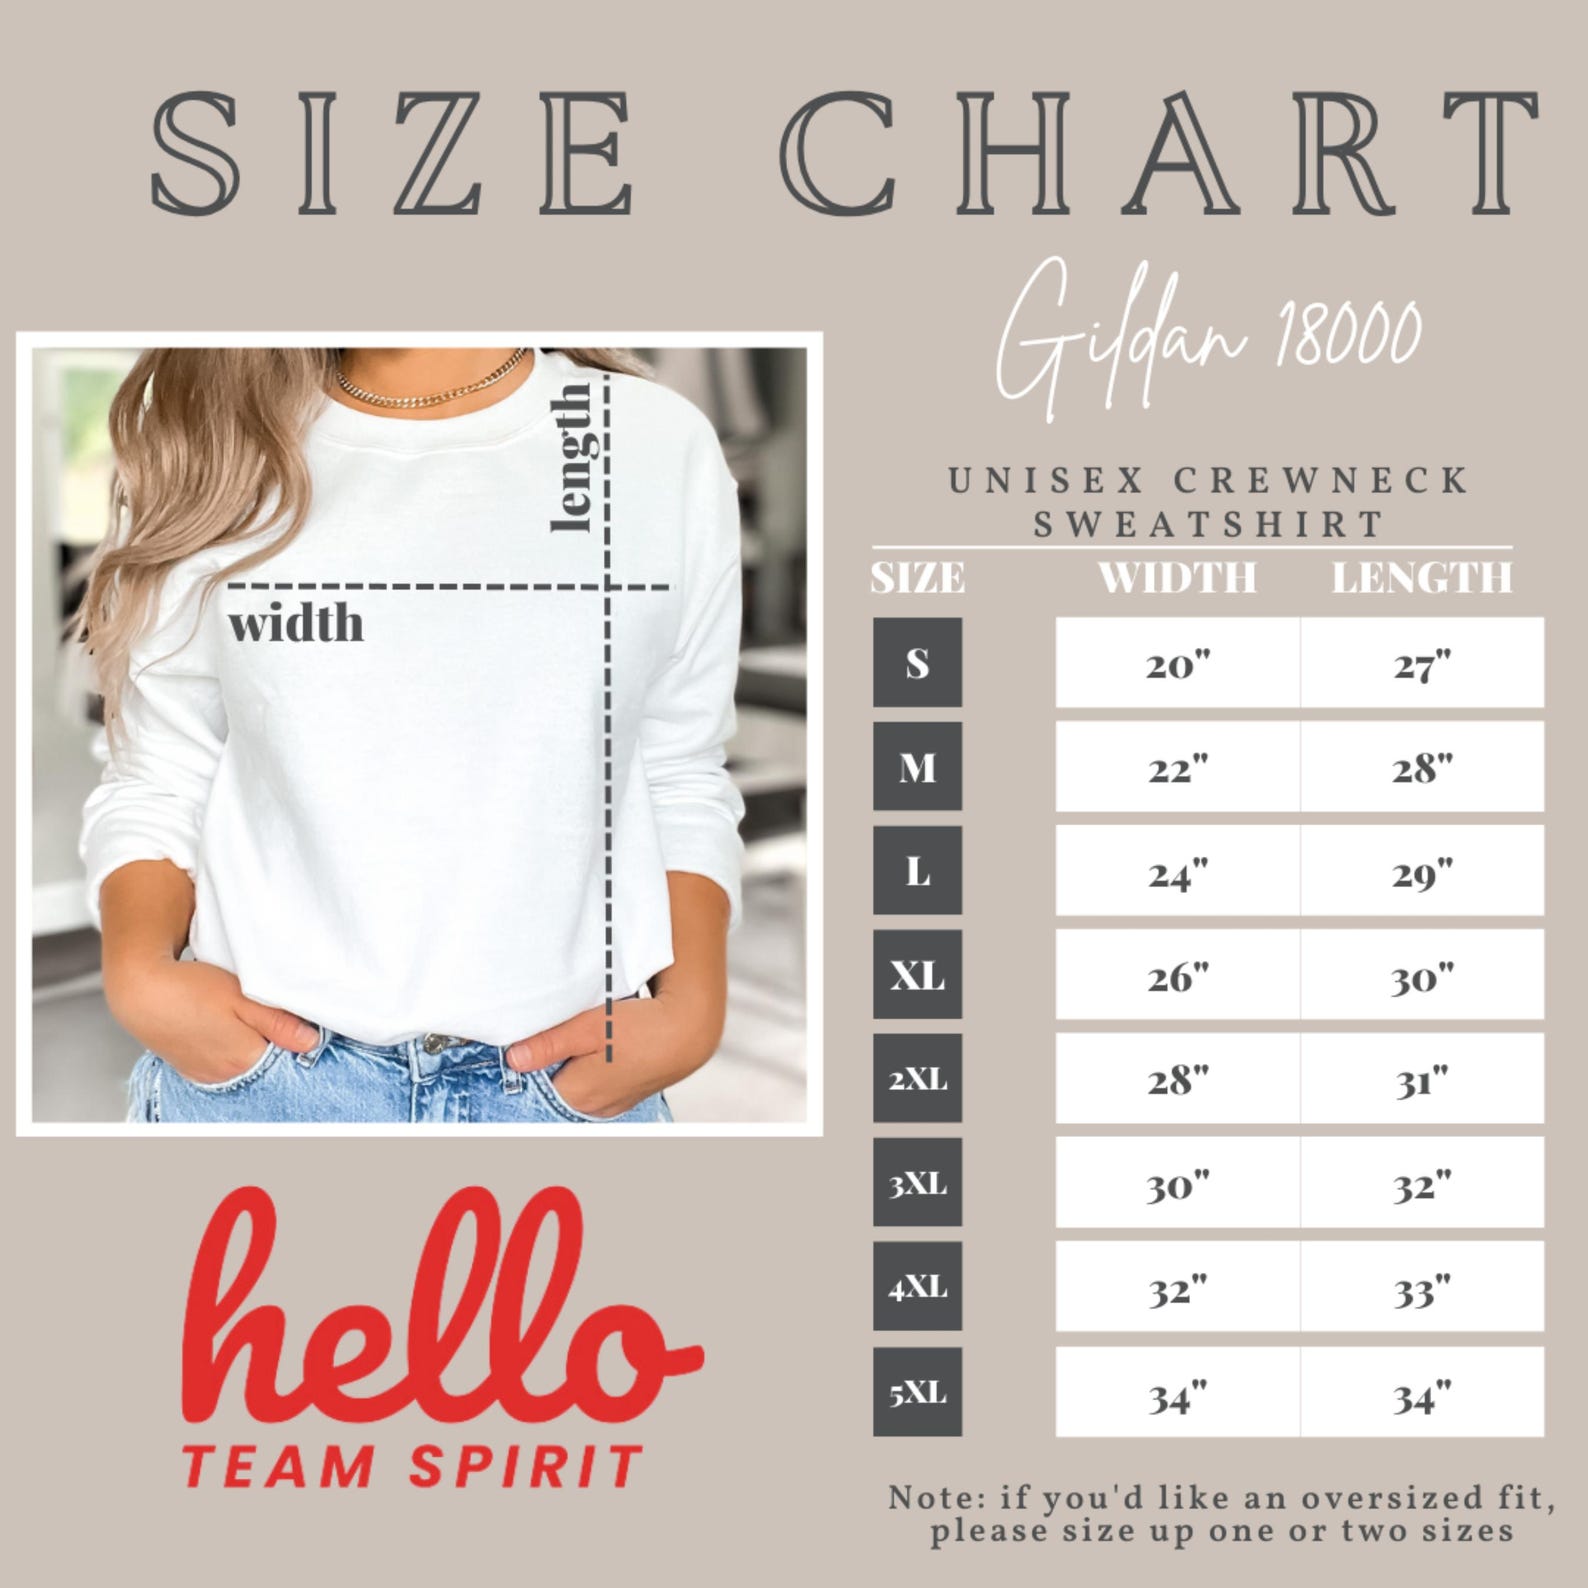 SIZE CHART
Gildan 18000
UNISEX CREWNECK
SWEATSHIRT
SIZE WIDTH LENGTH
S 20" 27"
M 22" 28"
L 24" 29"
XL 26" 30"
2XL 28" 31"
3XL 30" 32"
4XL 32" 33"
5XL 34" 34"
Note: if you'd like an oversized fit,
please size up one or two sizes
length
width
hello
TEAM SPIRIT